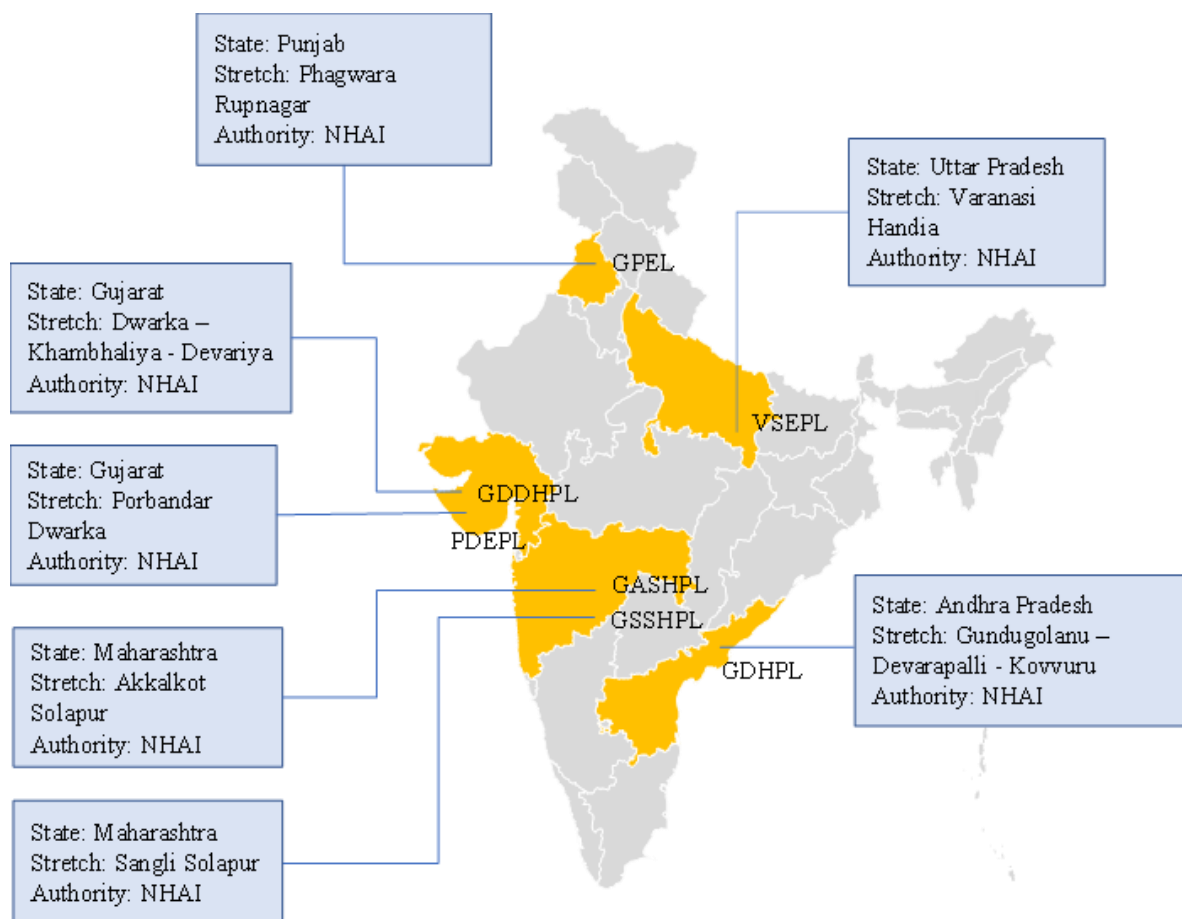 State: Punjab
Stretch: Phagwara
Rupnagar
Authority: NHAI
State: Uttar Pradesh
Stretch: Varanasi
Handia
Authority: NHAI
GPEL
State: Gujarat
Stretch: Dwarka –
Khambhaliya - Devariya
Authority: NHAI
VSEPL
State: Gujarat
Stretch: Porbandar
Dwarka
Authority: NHAI
GDDHPL
PDEPL
GASHPL
GSSHPL
State: Andhra Pradesh
Stretch: Gundugolanu –
Devarapalli - Kovvuru
Authority: NHAI
GDHPL
State: Maharashtra
Stretch: Akkalkot
Solapur
Authority: NHAI
State: Maharashtra
Stretch: Sangli Solapur
Authority: NHAI